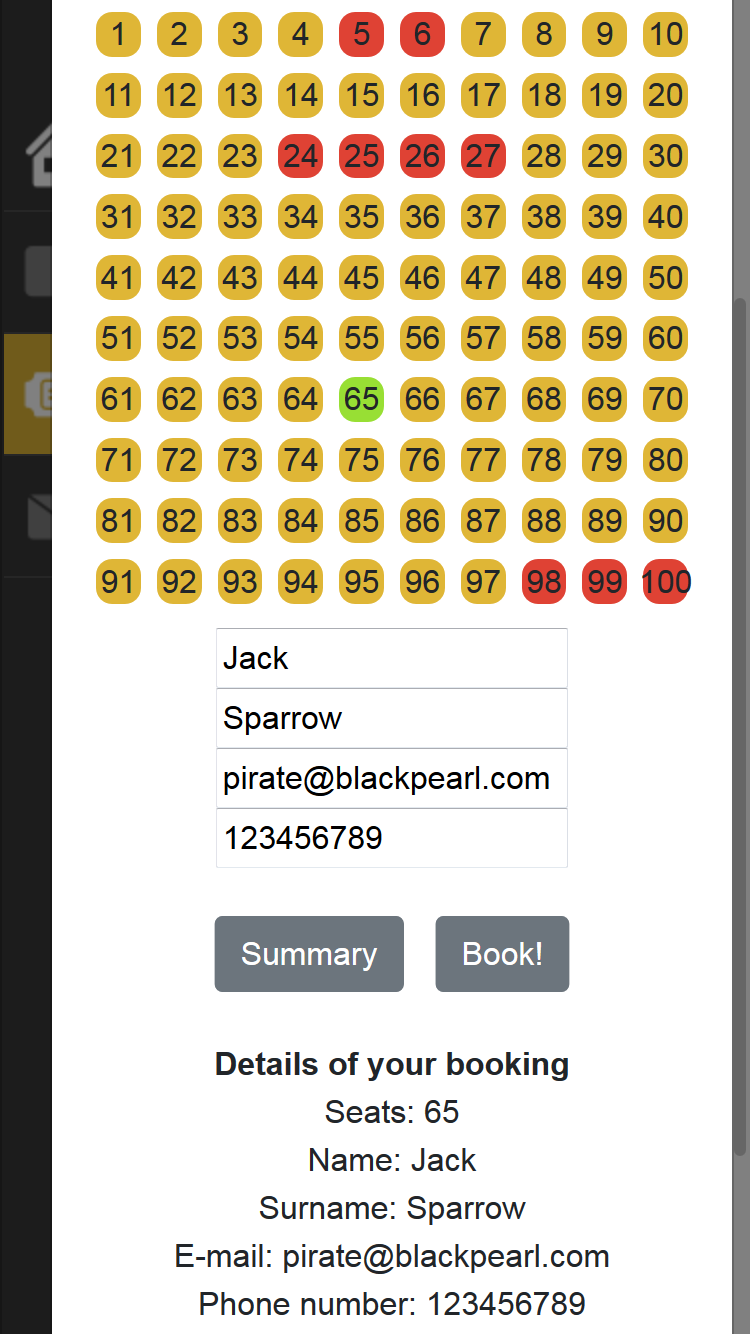 1 2 3 4 5 6 7 8 9 10
11 12 13 14 15 16 17 18 19 20
21 22 23 24 25 26 27 28 29 30
31 32 33 34 35 36 37 38 39 40
41 42 43 44 45 46 47 48 49 50
51 52 53 54 55 56 57 58 59 60
61 62 63 64 65 66 67 68 69 70
71 72 73 74 75 76 77 78 79 80
81 82 83 84 85 86 87 88 89 90
91 92 93 94 95 96 97 98 99 100
Jack
Sparrow
pirate@blackpearl.com
123456789
Summary Book!
Details of your booking
Seats: 65
Name: Jack
Surname: Sparrow
E-mail: pirate@blackpearl.com
Phone number: 123456789